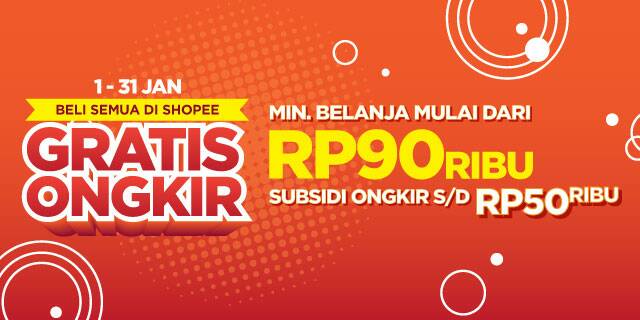 1 - 31 JAN
BELI SEMUA DI SHOPEE
GRATIS
ONGKIR
MIN. BELANJA MULAI DARI
RP90RIBU
SUBSIDI ONGKIR S/D RP50RIBU